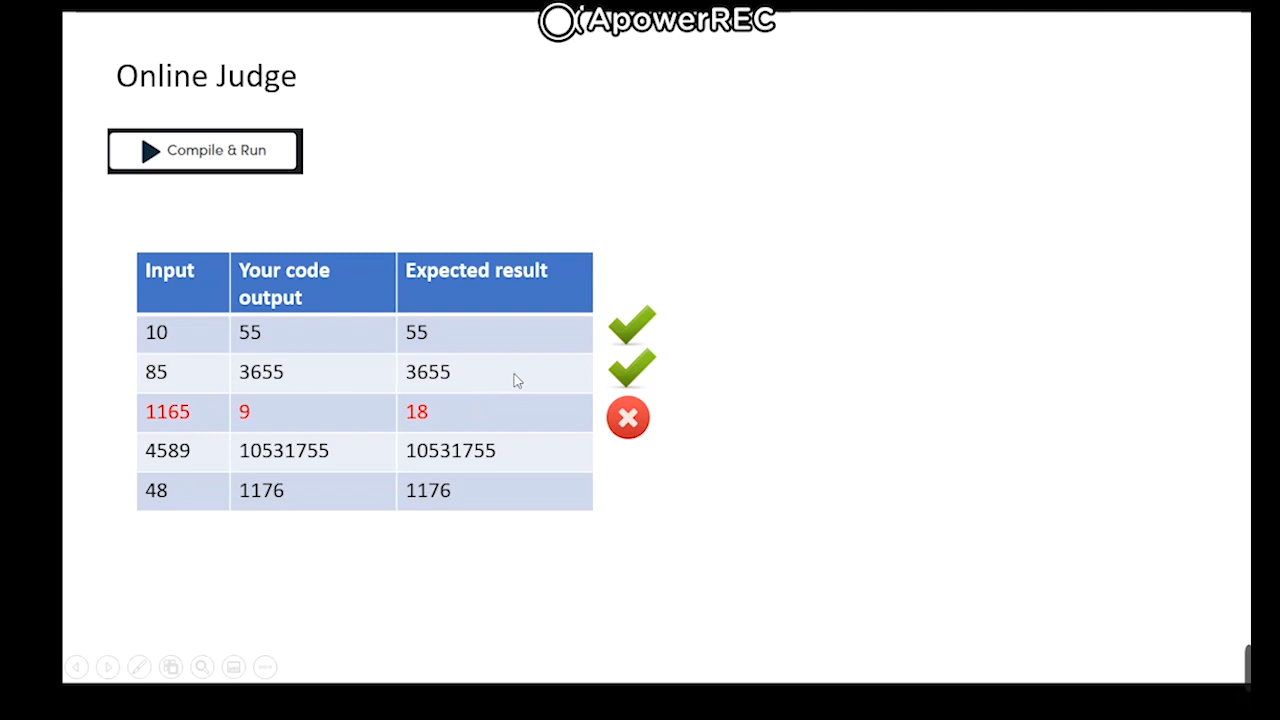 ApowerREC
Online Judge
Compile & Run
Input Your code output Expected result
10 55 55
85 3655 3655
1165 9 18
4589 10531755 10531755
48 1176 1176